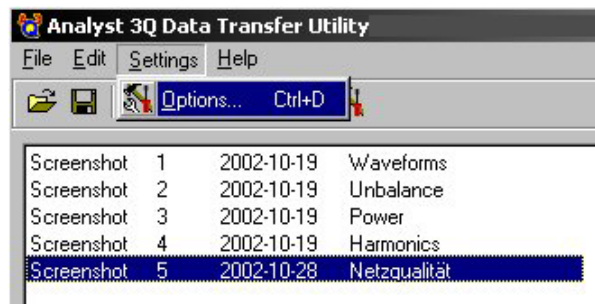 Analyst 3Q Data Transfer Utility
File Edit Settings Help
Options... Ctrl+D
Screenshot 1 2002-10-19 Waveforms
Screenshot 2 2002-10-19 Unbalance
Screenshot 3 2002-10-19 Power
Screenshot 4 2002-10-19 Harmonics
Screenshot 5 2002-10-28 Netzqualität